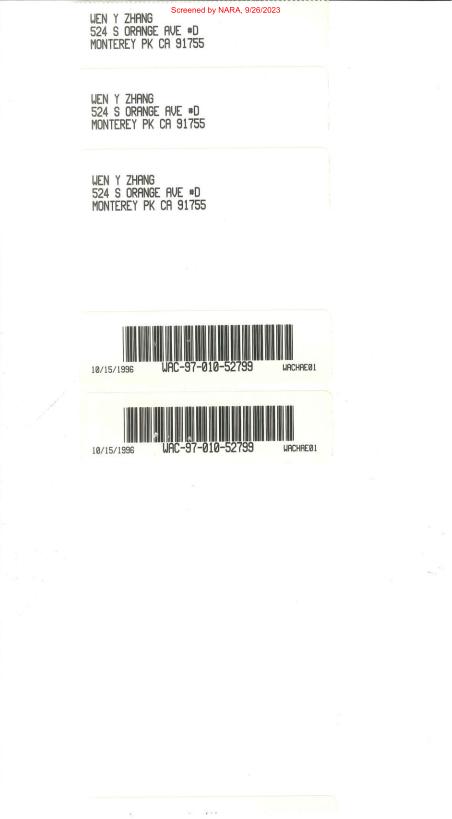 Screened by NARA, 9/26/2023
WEN Y ZHANG
524 S ORANGE AVE #D
MONTEREY PK CA 91755
WEN Y ZHANG
524 S ORANGE AVE #D
MONTEREY PK CA 91755
WEN Y ZHANG
524 S ORANGE AVE #D
MONTEREY PK CA 91755
10/15/1996 WAC-97-010-52799 WACHAE01
10/15/1996 WAC-97-010-52799 WACHAE01